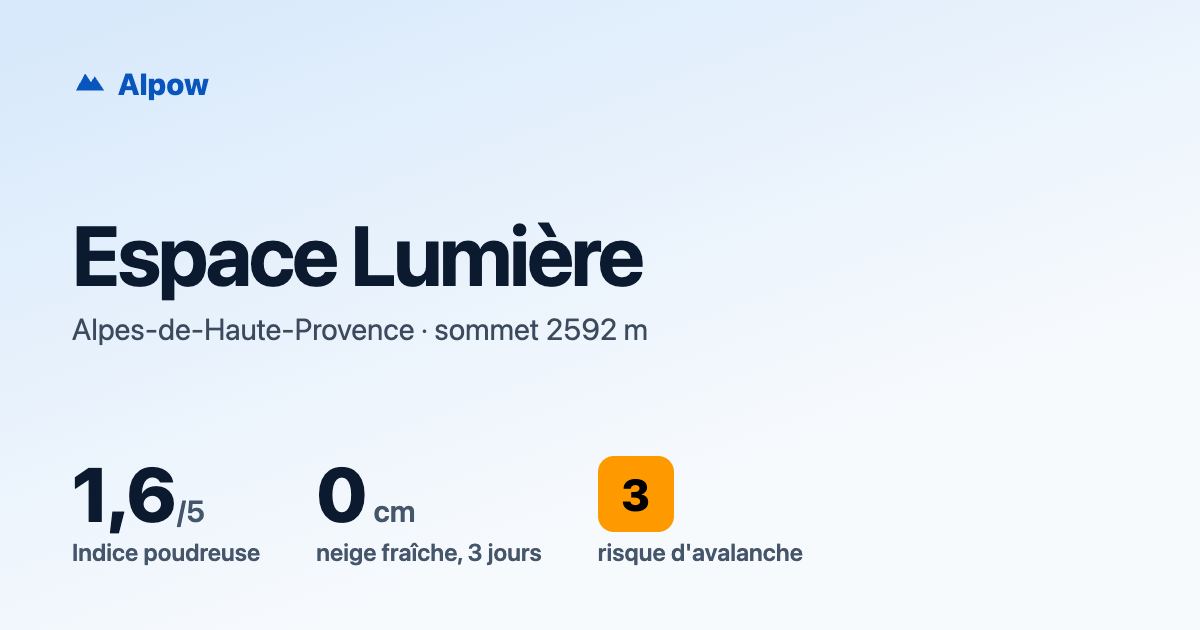 Alpow
Espace Lumière
Alpes-de-Haute-Provence · sommet 2592 m
1,6/5
Indice poudreuse
0 cm
neige fraîche, 3 jours
3
risque d'avalanche